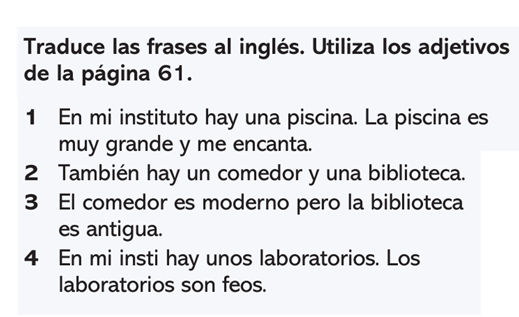 Traduce las frases al inglés. Utiliza los adjetivos
de la página 61.
1 En mi instituto hay una piscina. La piscina es
muy grande y me encanta.
2 También hay un comedor y una biblioteca.
3 El comedor es moderno pero la biblioteca
es antigua.
4 En mi insti hay unos laboratorios. Los
laboratorios son feos.